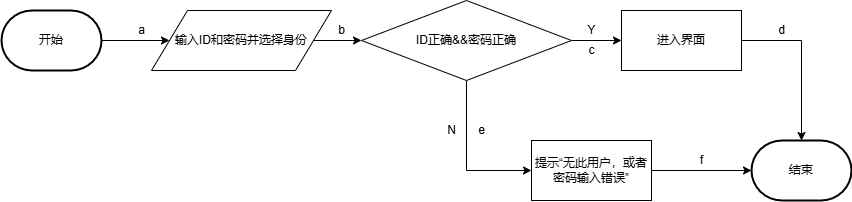 开始
a
输入ID和密码并选择身份
b
ID正确&&密码正确
Y
c
进入界面
d
N
e
提示“无此用户，或者
密码输入错误”
f
结束